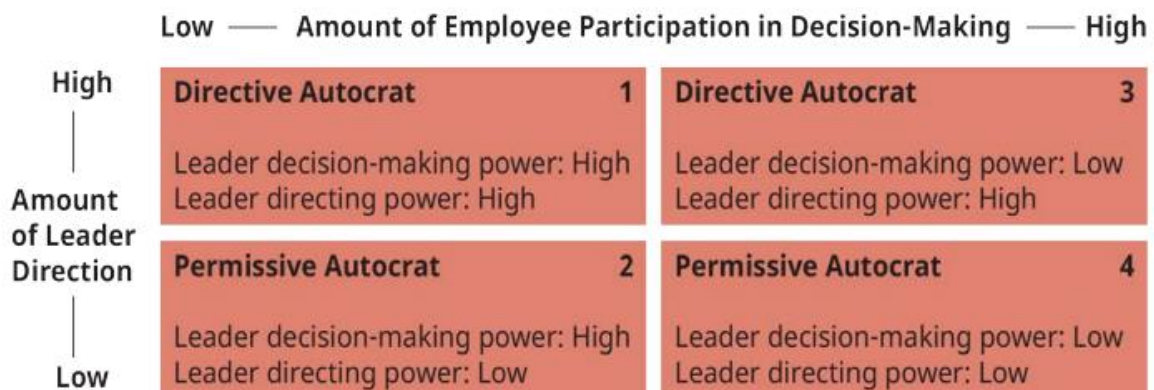 Low — Amount of Employee Participation in Decision-Making — High
High
Amount
of Leader
Direction
Low
Directive Autocrat 1
Leader decision-making power: High
Leader directing power: High
Directive Autocrat 3
Leader decision-making power: Low
Leader directing power: High
Permissive Autocrat 2
Leader decision-making power: High
Leader directing power: Low
Permissive Autocrat 4
Leader decision-making power: Low
Leader directing power: Low